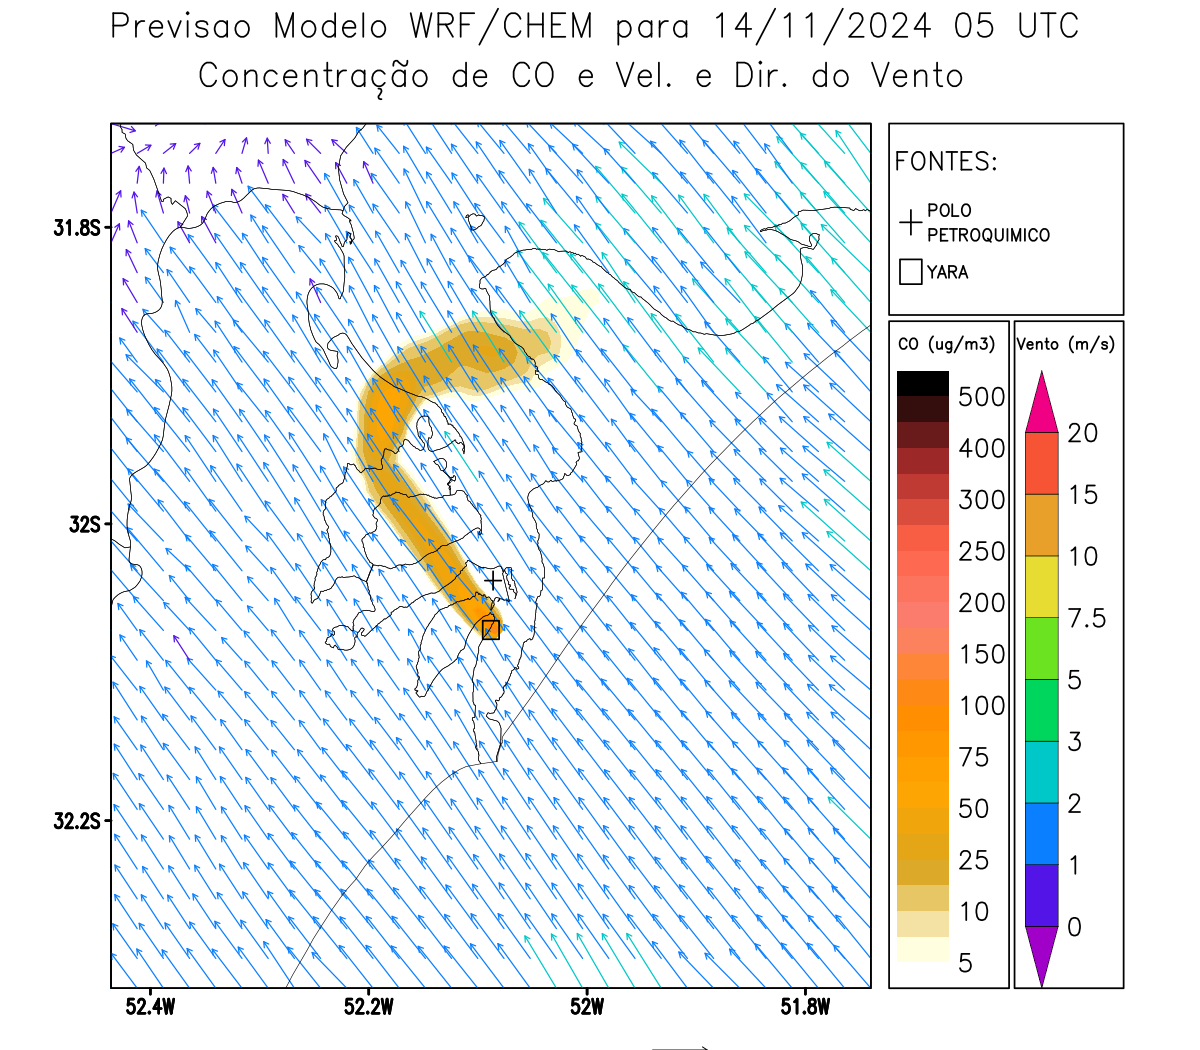 Previsao Modelo WRF/CHEM para 14/11/2024 05 UTC
Concentração de CO e Vel. e Dir. do Vento
FONTES:
POLO
PETROQUIMICO
YARA
CO (ug/m3)
500
400
300
250
200
150
100
75
50
25
10
5
Vento (m/s)
20
15
10
7.5
5
3
2
1
0
31.8S
32S
32.2S
52.4W
52.2W
52W
51.8W